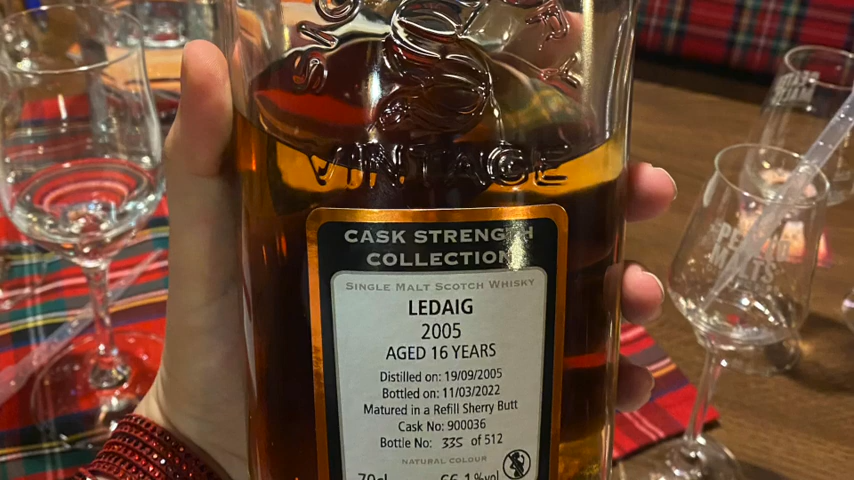 VINTAGE
CASK STRENGTH
COLLECTION
SINGLE MALT SCOTCH WHISKY
LEDAIG
2005
AGED 16 YEARS
Distilled on: 19/09/2005
Bottled on: 11/03/2022
Matured in a Refill Sherry Butt
Cask No: 900036
Bottle No: 335 of 512
NATURAL COLOUR
MALTS